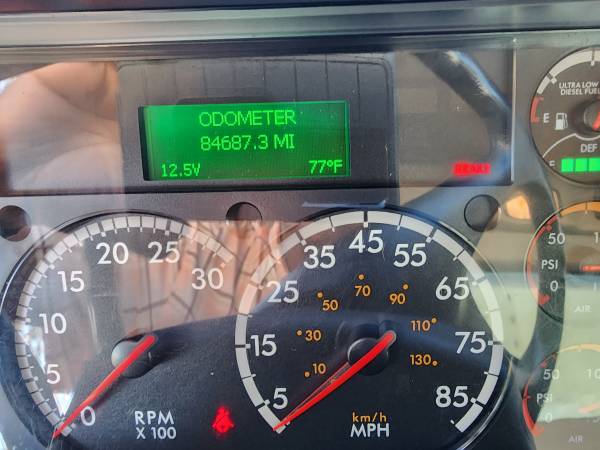 ODOMETER
84687.3 MI
12.5V 77°F
BRAKE
ULTRA LOW
DIESEL FUEL
E
DEF
E
0 5 10 15 20 25 30
RPM
X 100
5 15 25 35 45 55 65 75 85
10 30 50 70 90 110 130
km/h
MPH
50
PSI
0
AIR
50
PSI
0
AIR